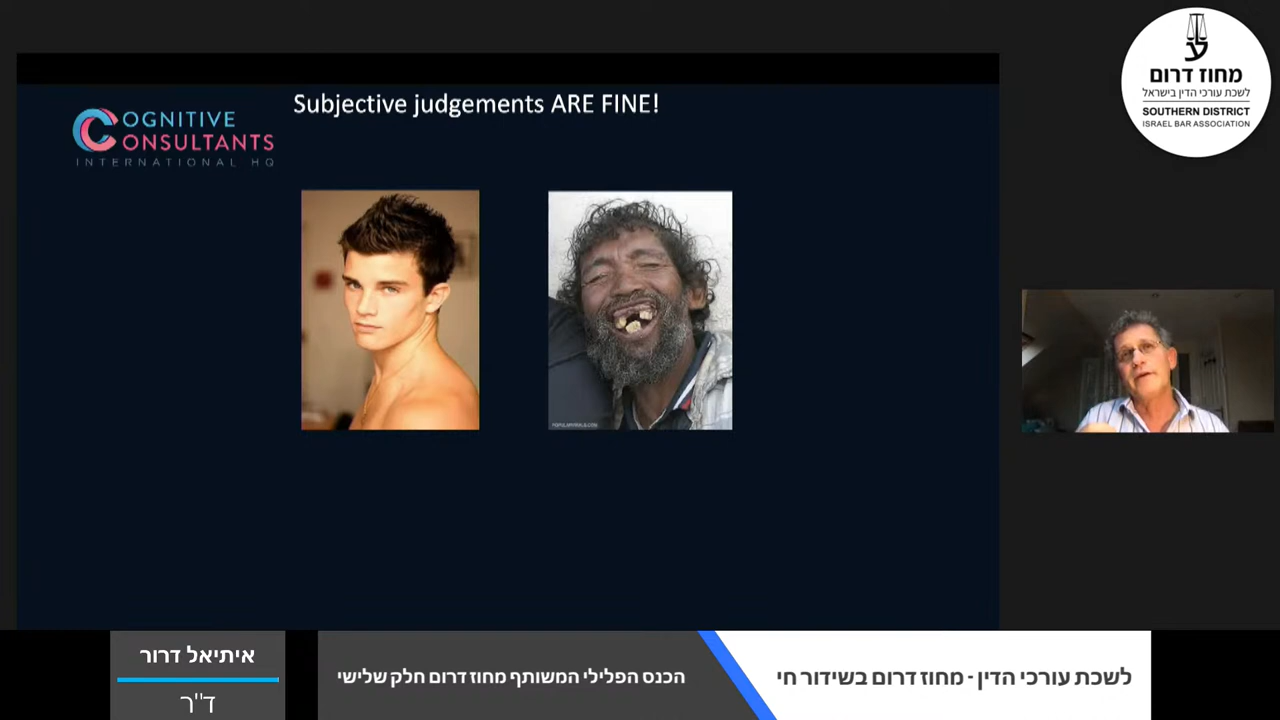 Subjective judgements ARE FINE!
COGNITIVE
CONSULTANTS
INTERNATIONAL HQ
מחוז דרום
לשכת עורכי הדין בישראל
SOUTHERN DISTRICT
ISRAEL BAR ASSOCIATION
לשכת עורכי הדין - מחוז דרום בשידור חי
הכנס הפלילי המשותף מחוז דרום חלק שלישי
איתיאל דרור
ד"ר